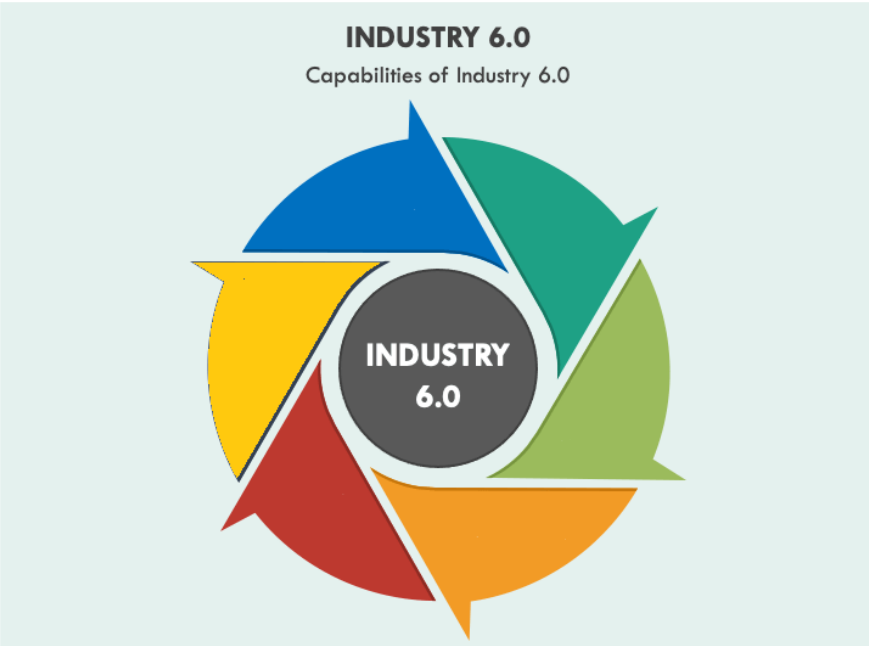 INDUSTRY 6.0
Capabilities of Industry 6.0
INDUSTRY
6.0